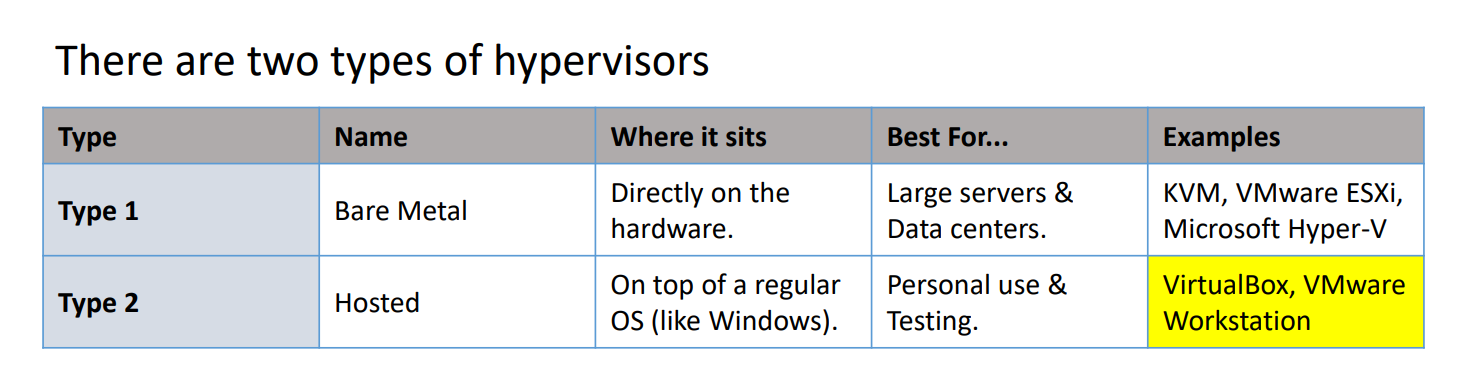 There are two types of hypervisors
Type Name Where it sits Best For... Examples
Type 1 Bare Metal Directly on the hardware. Large servers & Data centers. KVM, VMware ESXi, Microsoft Hyper-V
Type 2 Hosted On top of a regular OS (like Windows). Personal use & Testing. VirtualBox, VMware Workstation